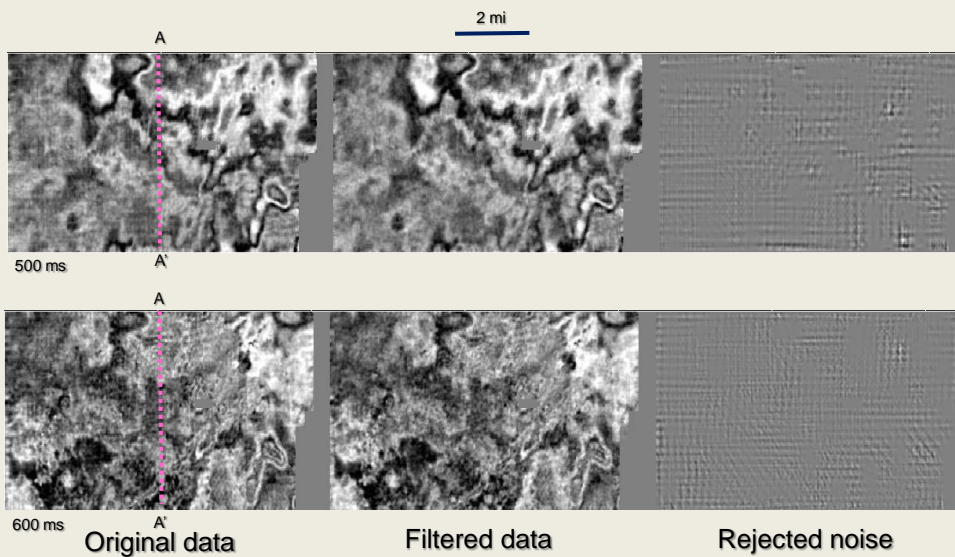 2 mi
A
500 ms
A'
A
600 ms
A'
Original data
Filtered data
Rejected noise